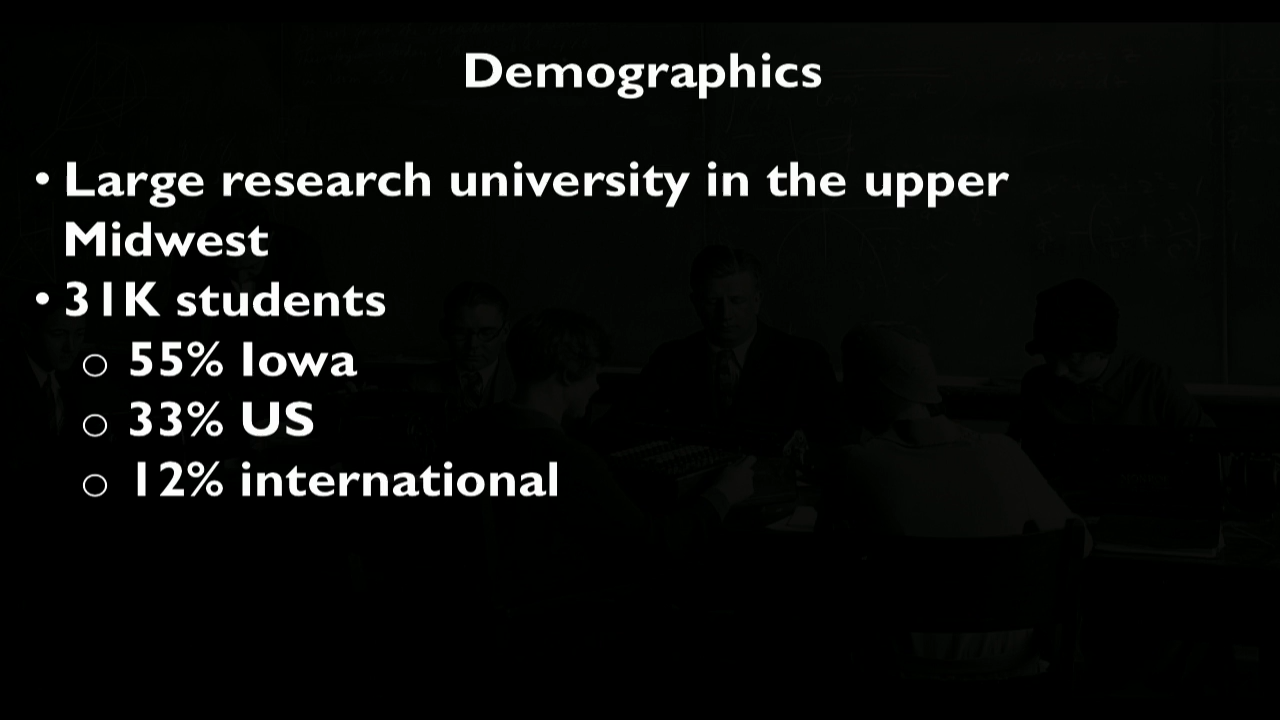 Demographics
• Large research university in the upper
Midwest
• 31K students
o 55% Iowa
o 33% US
o 12% international